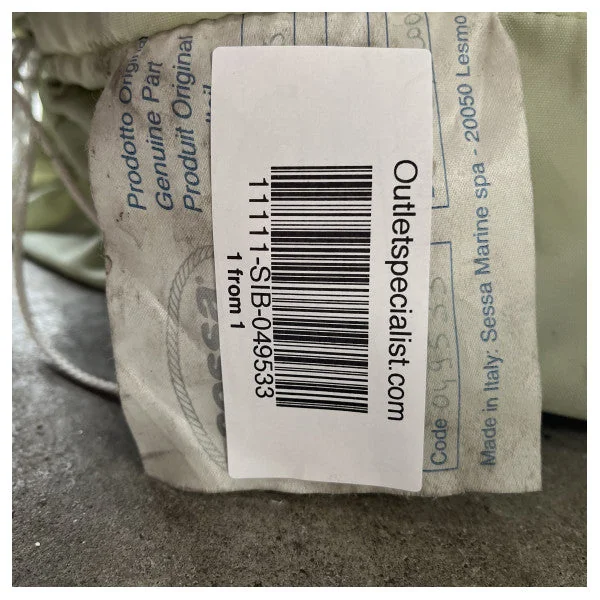 Outletspecialist.com
11111-SIB-049533
1 from 1
Prodotto Original
Genuine Part
Produit Original
Code
Made in Italy: Sessa Marine spa - 20050 Lesmo